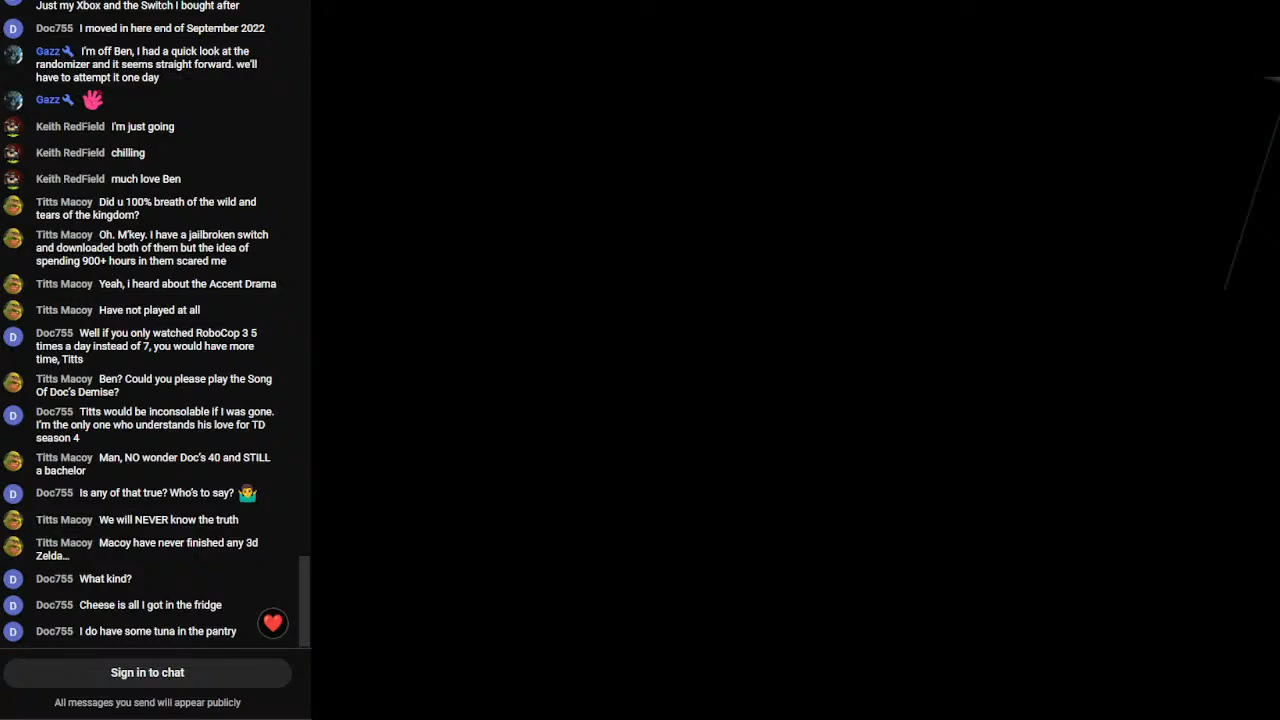 Just my Xbox and the Switch I bought after
D Doc755 I moved in here end of September 2022
Gazz I'm off Ben, I had a quick look at the
randomizer and it seems straight forward. we'll
have to attempt it one day
Gazz
Keith RedField I'm just going
Keith RedField chilling
Keith RedField much love Ben
Titts Macoy Did u 100% breath of the wild and
tears of the kingdom?
Titts Macoy Oh. M'key. I have a jailbroken switch
and downloaded both of them but the idea of
spending 900+ hours in them scared me
Titts Macoy Yeah, i heard about the Accent Drama
Titts Macoy Have not played at all
D Doc755 Well if you only watched RoboCop 3 5
times a day instead of 7, you would have more
time, Titts
Titts Macoy Ben? Could you please play the Song
Of Doc's Demise?
D Doc755 Titts would be inconsolable if I was gone.
I'm the only one who understands his love for TD
season 4
Titts Macoy Man, NO wonder Doc's 40 and STILL
a bachelor
D Doc755 Is any of that true? Who's to say? 🤷‍♂️
Titts Macoy We will NEVER know the truth
Titts Macoy Macoy have never finished any 3d
Zelda…
D Doc755 What kind?
D Doc755 Cheese is all I got in the fridge
D Doc755 I do have some tuna in the pantry
Sign in to chat
All messages you send will appear publicly